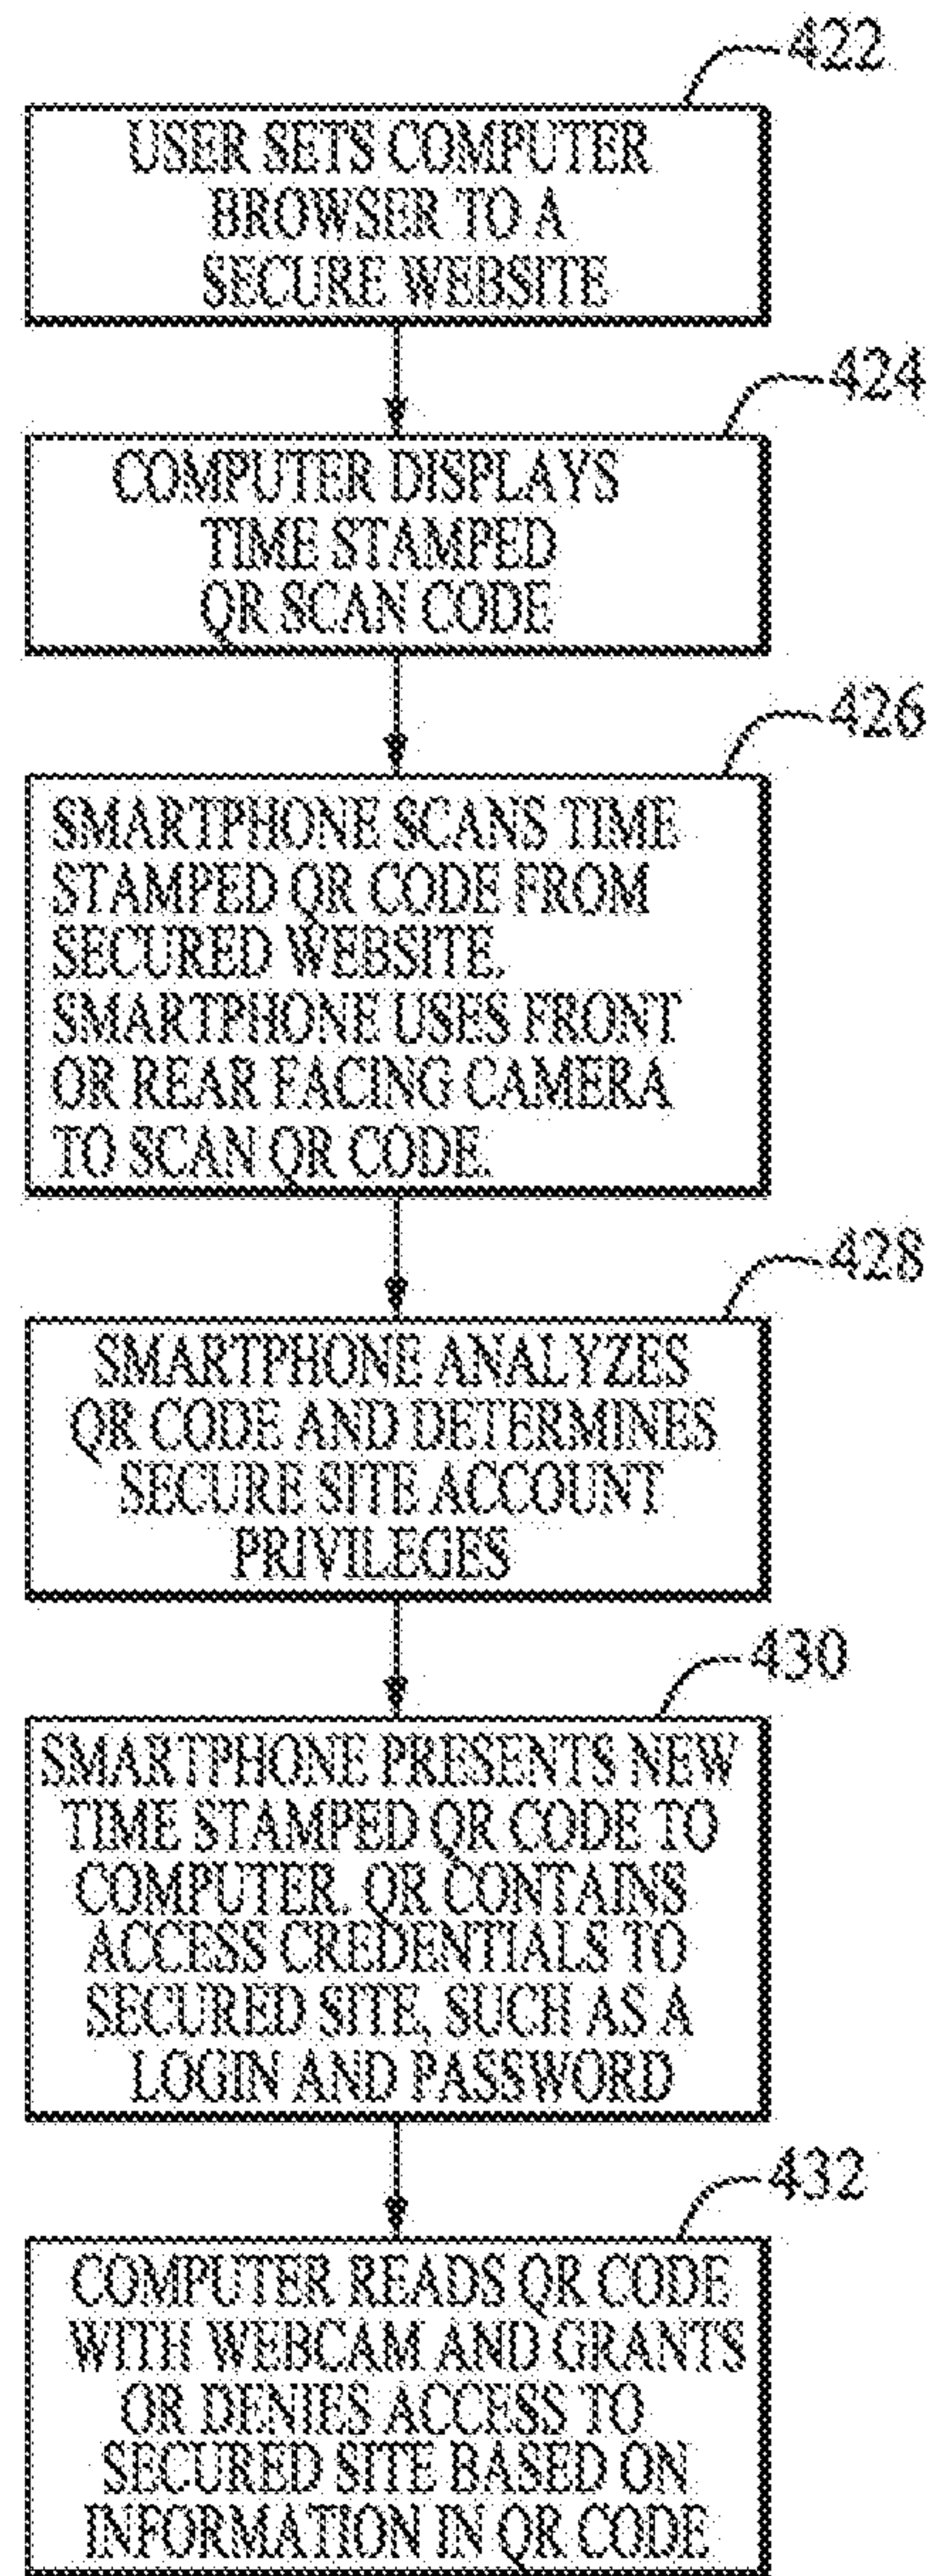 422
USER SETS COMPUTER
BROWSER TO A
SECURE WEBSITE
424
COMPUTER DISPLAYS
TIME STAMPED
QR SCAN CODE
426
SMARTPHONE SCANS TIME
STAMPED QR CODE FROM
SECURED WEBSITE.
SMARTPHONE USES FRONT
OR REAR FACING CAMERA
TO SCAN QR CODE.
428
SMARTPHONE ANALYZES
QR CODE AND DETERMINES
SECURE SITE ACCOUNT
PRIVILEGES
430
SMARTPHONE PRESENTS NEW
TIME STAMPED QR CODE TO
COMPUTER. QR CONTAINS
ACCESS CREDENTIALS TO
SECURED SITE, SUCH AS A
LOGIN AND PASSWORD
432
COMPUTER READS QR CODE
WITH WEBCAM AND GRANTS
OR DENIES ACCESS TO
SECURED SITE BASED ON
INFORMATION IN QR CODE